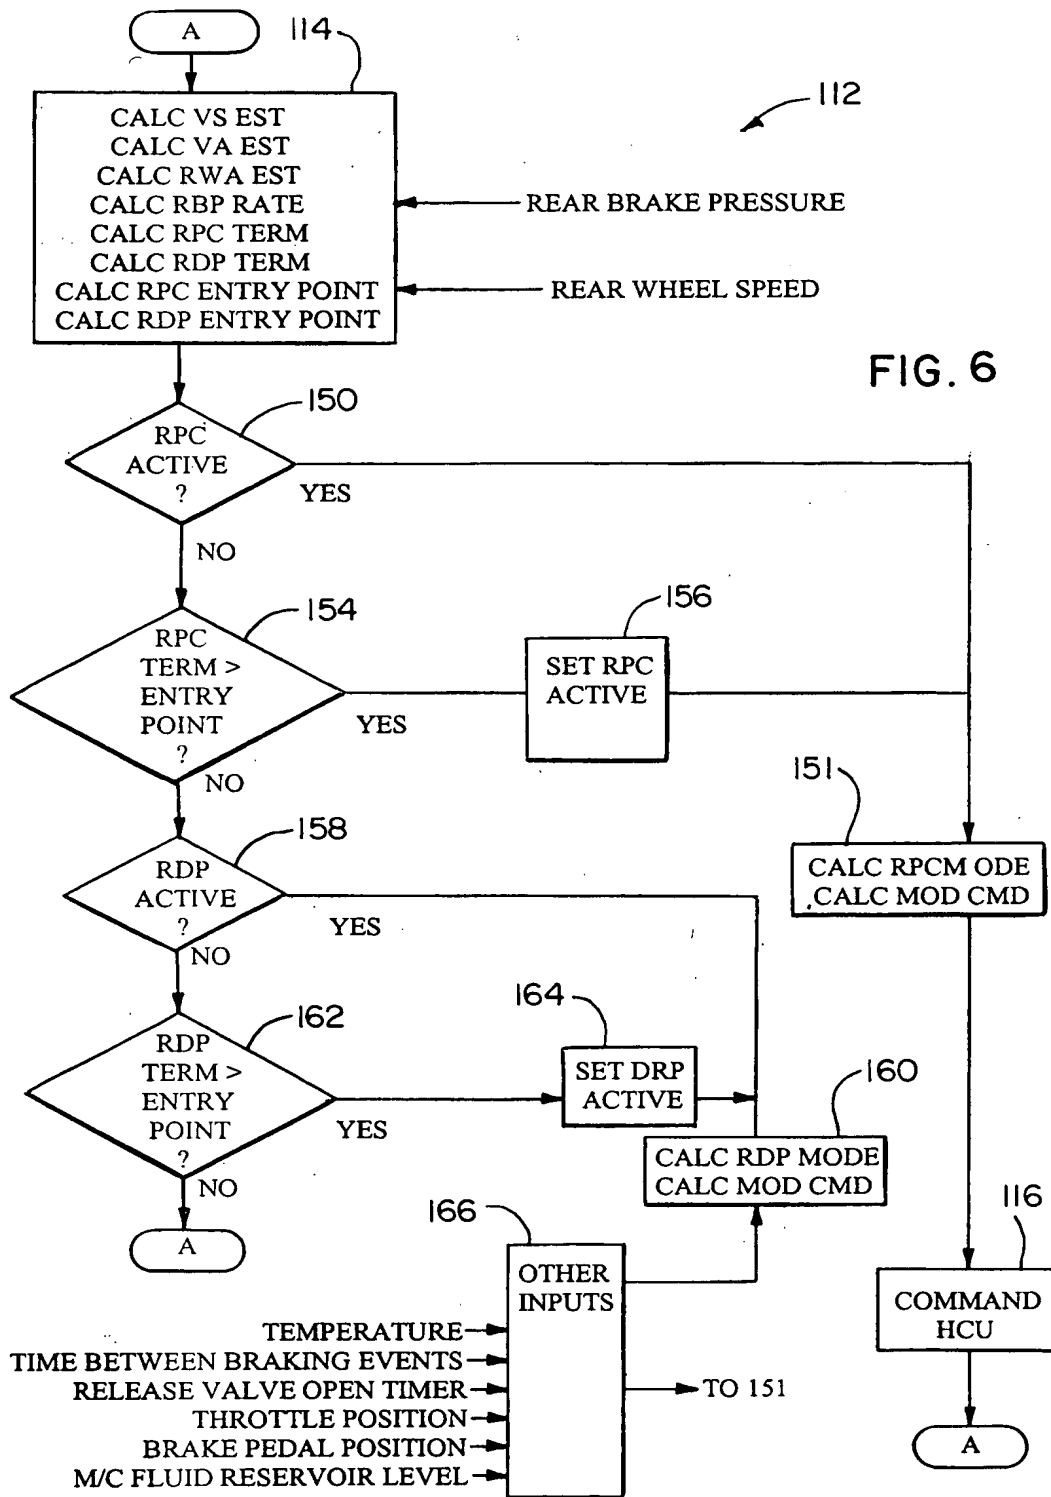 A
114
112
CALC VS EST
CALC VA EST
CALC RWA EST
CALC RBP RATE
CALC RPC TERM
CALC RDP TERM
CALC RPC ENTRY POINT
CALC RDP ENTRY POINT
REAR BRAKE PRESSURE
REAR WHEEL SPEED
FIG. 6
150
RPC
ACTIVE
?
YES
NO
154
RPC
TERM >
ENTRY
POINT
?
YES
NO
156
SET RPC
ACTIVE
151
CALC RPCM ODE
CALC MOD CMD
158
RDP
ACTIVE
?
YES
NO
162
RDP
TERM >
ENTRY
POINT
?
YES
NO
164
SET DRP
ACTIVE
160
CALC RDP MODE
CALC MOD CMD
A
166
OTHER
INPUTS
TEMPERATURE
TIME BETWEEN BRAKING EVENTS
RELEASE VALVE OPEN TIMER
THROTTLE POSITION
BRAKE PEDAL POSITION
M/C FLUID RESERVOIR LEVEL
TO 151
116
COMMAND
HCU
A